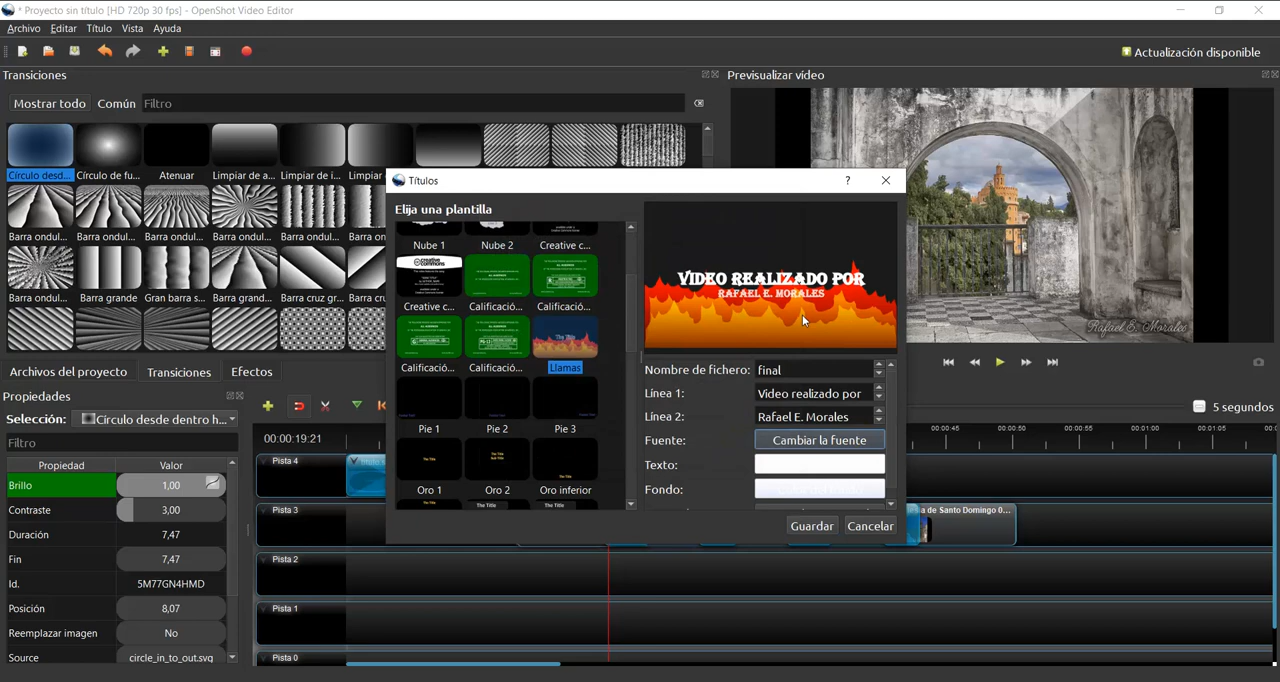 * Proyecto sin título [HD 720p 30 fps] - OpenShot Video Editor
Archivo Editar Título Vista Ayuda
Actualización disponible
Transiciones
Previsualizar vídeo
Mostrar todo Común Filtro
Círculo desd... Círculo de fu... Atenuar Limpiar de a... Limpiar de i... Limpiar
Barra ondul... Barra ondul... Barra ondul... Barra ondul... Barra ondul... Barra on
Barra ondul... Barra grande Gran barra s... Barra grand... Barra cruz gr... Barra cru
Archivos del proyecto Transiciones Efectos
Títulos
?
Elija una plantilla
Nube 1 Nube 2 Creative c...
Creative c... Calificació... Calificació...
Calificació... Calificació... Llamas
Pie 1 Pie 2 Pie 3
Oro 1 Oro 2 Oro inferior
VIDEO REALIZADO POR
RAFAEL E. MORALES
Nombre de fichero: final
Línea 1: Video realizado por
Línea 2: Rafael E. Morales
Fuente: Cambiar la fuente
Texto:
Fondo:
Guardar Cancelar
Rafael E. Morales
Propiedades
Selección: Círculo desde dentro h...
Filtro
Propiedad Valor
Brillo 1,00
Contraste 3,00
Duración 7,47
Fin 7,47
Id. 5M77GN4HMD
Posición 8,07
Reemplazar imagen No
Source circle_in_to_out.svg
5 segundos
00:00:19:21
00:00:45 00:00:52 00:01:00 00:01:05
Pista 4
Pista 3
a de Santo Domingo 0...
Pista 2
Pista 1
Pista 0